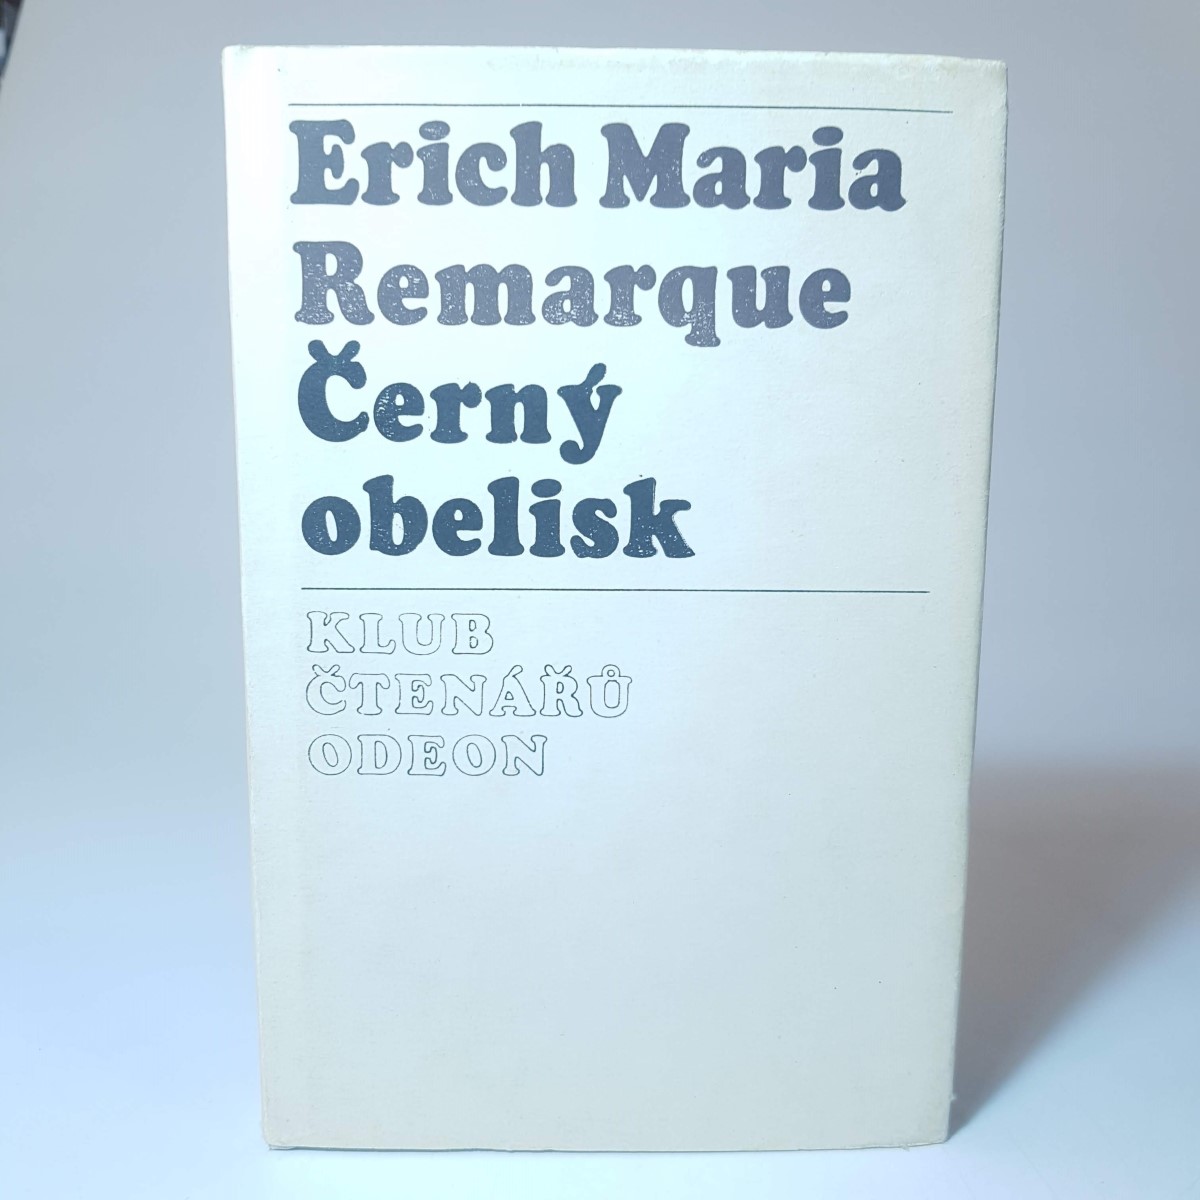 Erich Maria
Remarque
Černý
obelisk
KLUB
ČTENÁŘŮ
ODEON